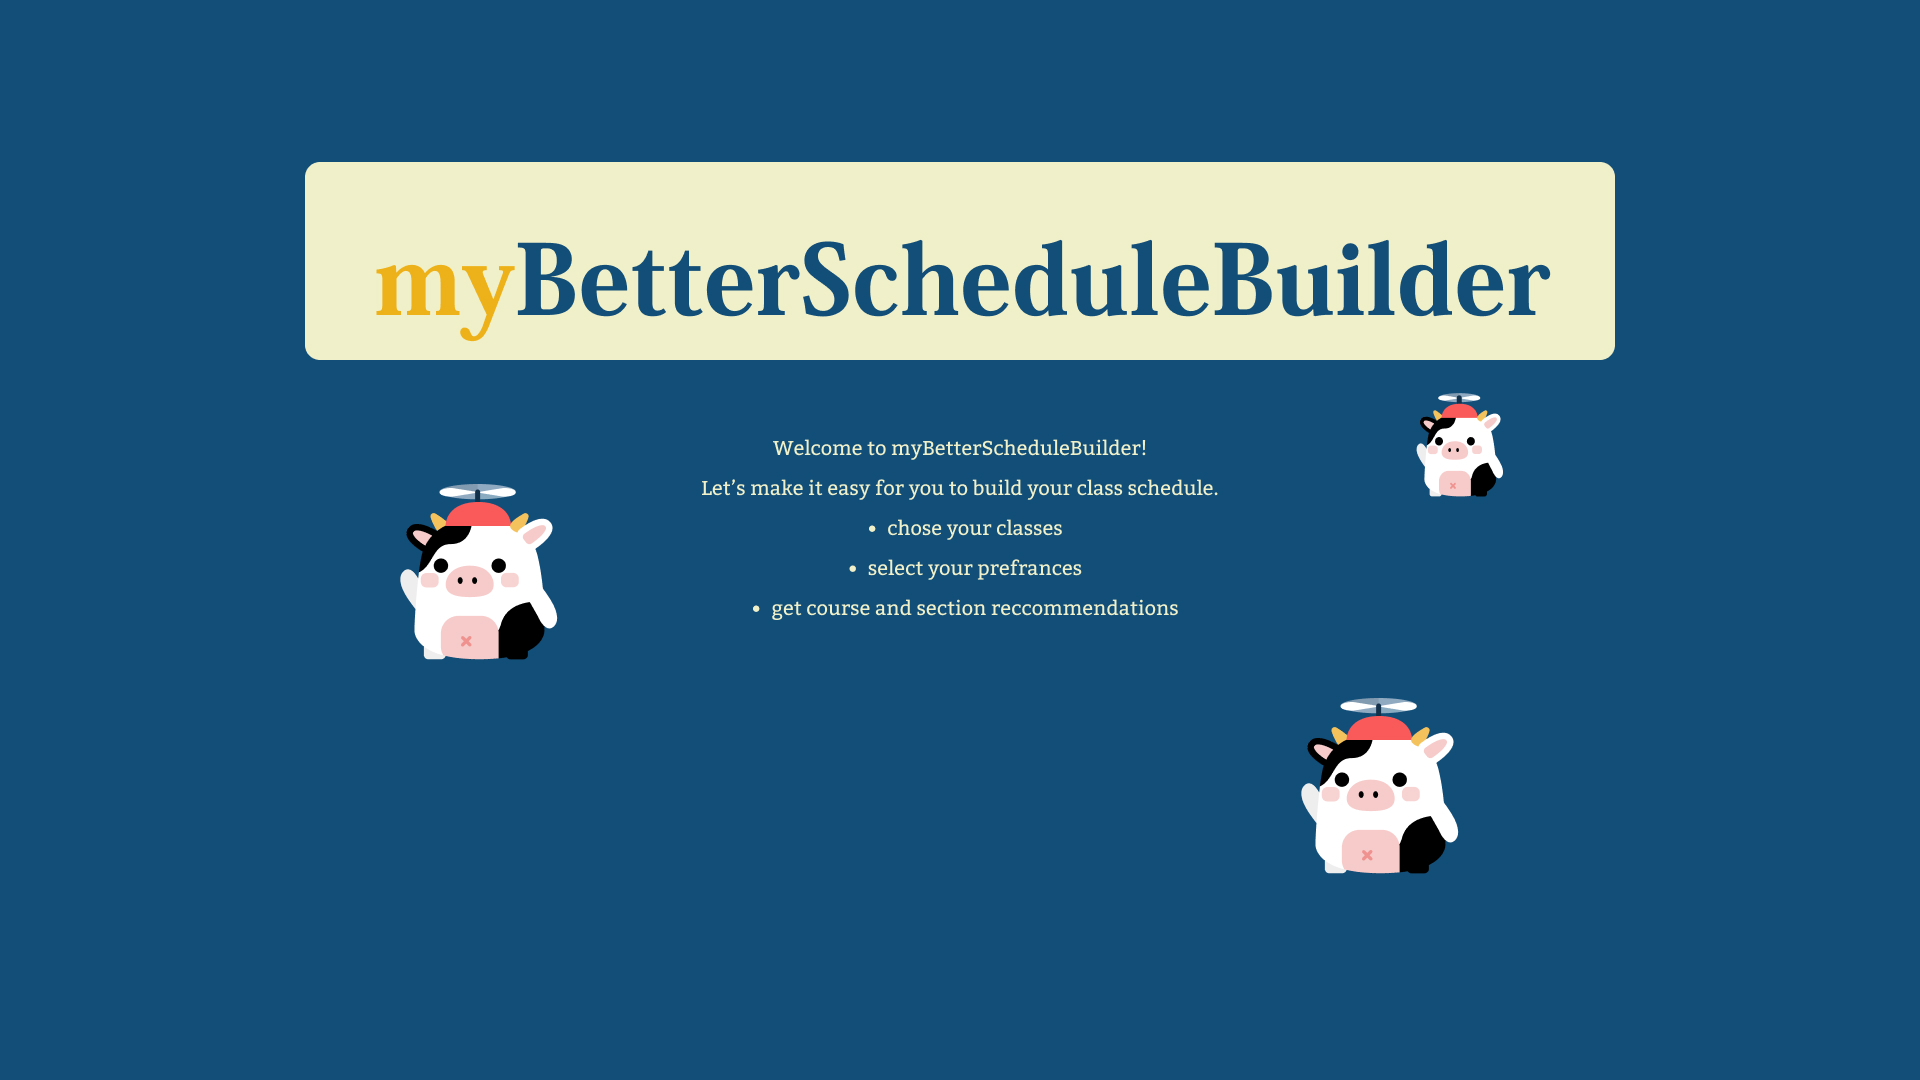 myBetterScheduleBuilder
Welcome to myBetterScheduleBuilder!
Let’s make it easy for you to build your class schedule.
• chose your classes
• select your prefrances
• get course and section reccommendations